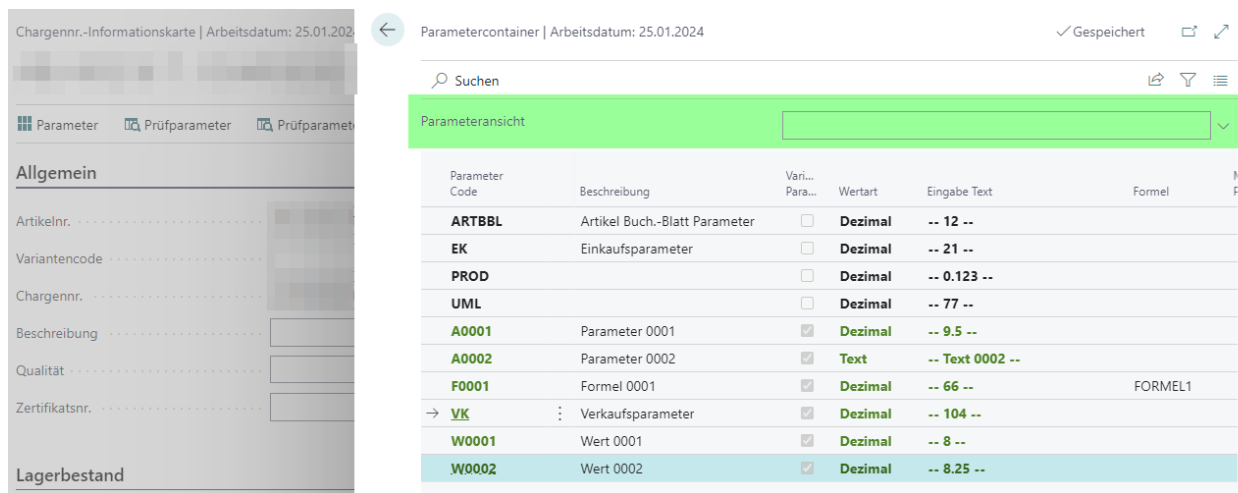 Chargennr.-Informationskarte | Arbeitsdatum: 25.01.202
Parameter Prüfparameter Prüfparamet
Allgemein
Artikelnr.
Variantencode
Chargennr.
Beschreibung
Qualität
Zertifikatsnr.
Lagerbestand
Parametercontainer | Arbeitsdatum: 25.01.2024 Gespeichert
Suchen
Parameteransicht
Parameter Code Beschreibung Vari... Para... Wertart Eingabe Text Formel
ARTBBL Artikel Buch.-Blatt Parameter Dezimal -- 12 --
EK Einkaufsparameter Dezimal -- 21 --
PROD Dezimal -- 0.123 --
UML Dezimal -- 77 --
A0001 Parameter 0001 Dezimal -- 9.5 --
A0002 Parameter 0002 Text -- Text 0002 --
F0001 Formel 0001 Dezimal -- 66 -- FORMEL1
VK Verkaufsparameter Dezimal -- 104 --
W0001 Wert 0001 Dezimal -- 8 --
W0002 Wert 0002 Dezimal -- 8.25 --